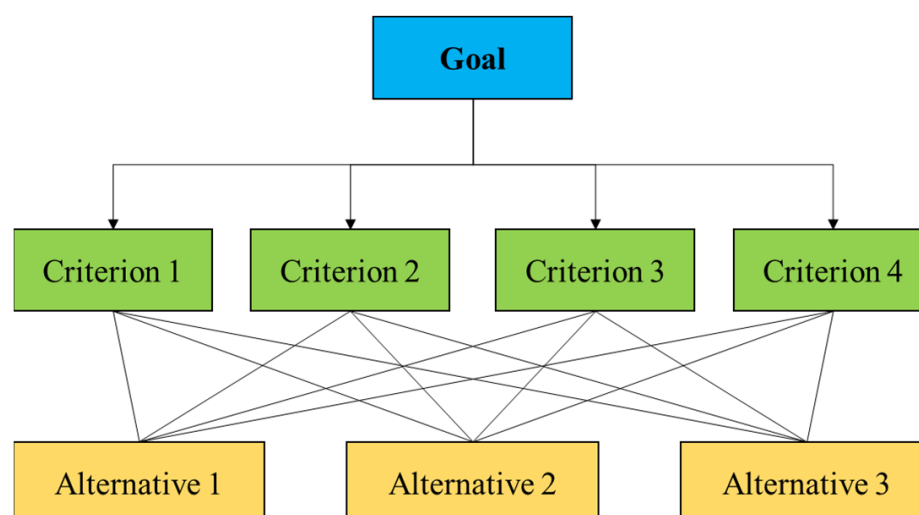 Goal
Criterion 1
Criterion 2
Criterion 3
Criterion 4
Alternative 1
Alternative 2
Alternative 3